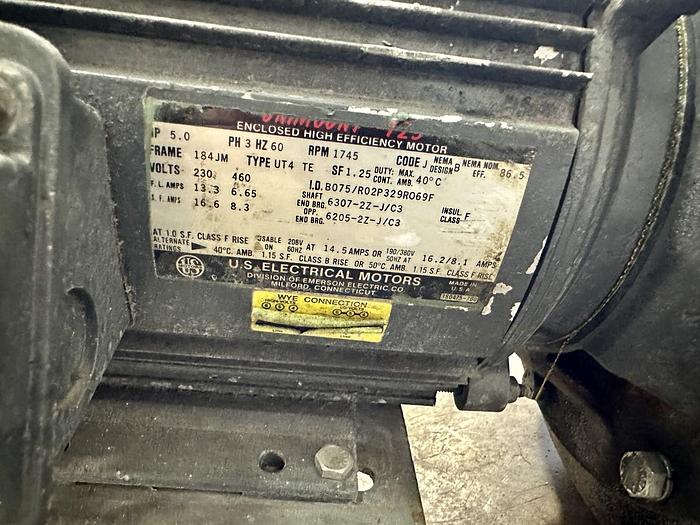 UNIMOUNT 125
ENCLOSED HIGH EFFICIENCY MOTOR
HP 5.0 PH 3 HZ 60 RPM 1745 CODE J NEMA DESIGN B NEMA NOM. EFF. 86.5
FRAME 184JM TYPE UT4 TE SF 1.25 DUTY: MAX. CONT. AMB. 40°C
VOLTS 230 460 I.D. B075/R02P329R069F
F.L. AMPS 13.3 6.65 SHAFT END BRG. 6307-2Z-J/C3
S.F. AMPS 16.6 8.3 OPP. END BRG. 6205-2Z-J/C3 INSUL. CLASS F
AT 1.0 S.F. CLASS F RISE USABLE ON 208V 60HZ AT 14.5 AMPS OR 190/380V 50HZ AT 16.2/8.1 AMPS
ALTERNATE RATINGS 40°C. AMB. 1.15 S.F. CLASS B RISE OR 50°C. AMB. 1.15 S.F. CLASS F RISE
U.S. ELECTRICAL MOTORS
DIVISION OF EMERSON ELECTRIC CO.
MILFORD, CONNECTICUT.
MADE IN U.S.A.
WYE CONNECTION